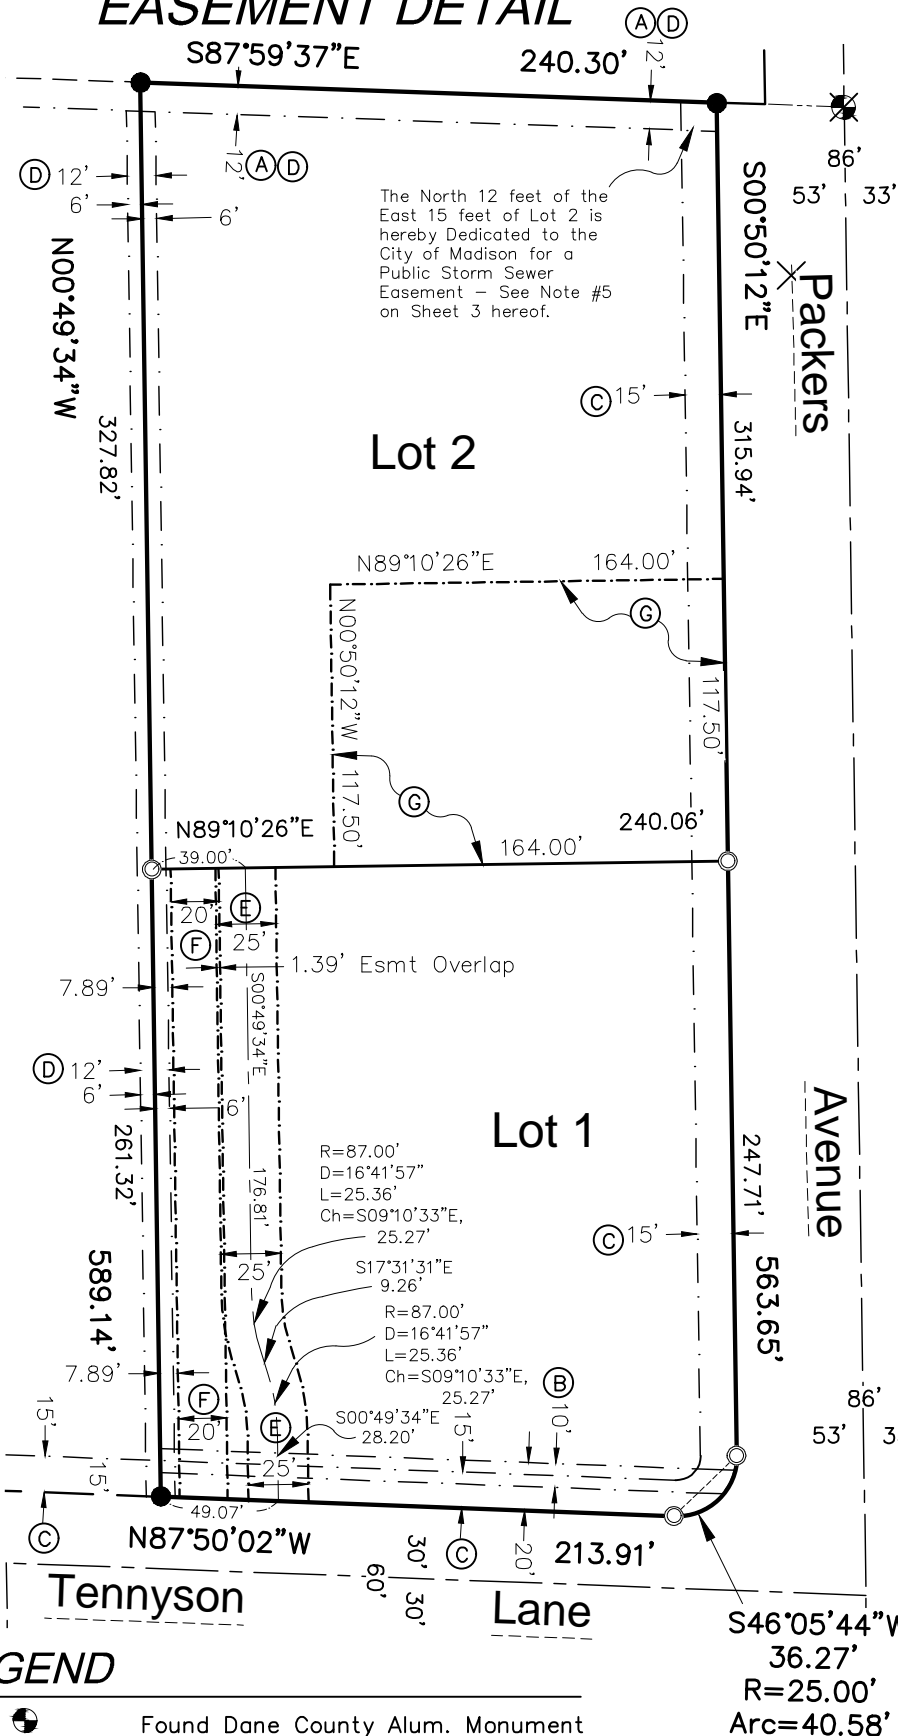 EASEMENT DETAIL
S87°59'37"E
240.30'
A D
12'
12'
A D
86'
53'
33'
D 12'
6'
6'
The North 12 feet of the
East 15 feet of Lot 2 is
hereby Dedicated to the
City of Madison for a
Public Storm Sewer
Easement – See Note #5
on Sheet 3 hereof.
S00°50'12"E
N00°49'34"W
Packers
C 15'
327.82'
315.94'
Lot 2
N89°10'26"E
164.00'
G
N00°50'12"W
117.50'
117.50'
G
N89°10'26"E
240.06'
39.00'
164.00'
20'
E
25'
F
1.39' Esmt Overlap
7.89'
S00°49'34"E
D 12'
6'
6'
Lot 1
Avenue
261.32'
247.71'
176.81'
R=87.00'
D=16°41'57"
L=25.36'
Ch=S09°10'33"E,
25.27'
C 15'
25'
S17°31'31"E
9.26'
589.14'
563.65'
R=87.00'
D=16°41'57"
L=25.36'
Ch=S09°10'33"E,
25.27'
7.89'
B
10'
F
20'
E
S00°49'34"E
28.20'
15'
86'
53'
3
15'
15'
25'
49.07'
C
N87°50'02"W
C
20'
213.91'
30'
60'
30'
Tennyson
Lane
S46°05'44"W
36.27'
R=25.00'
Arc=40.58'
GEND
Found Dane County Alum. Monument